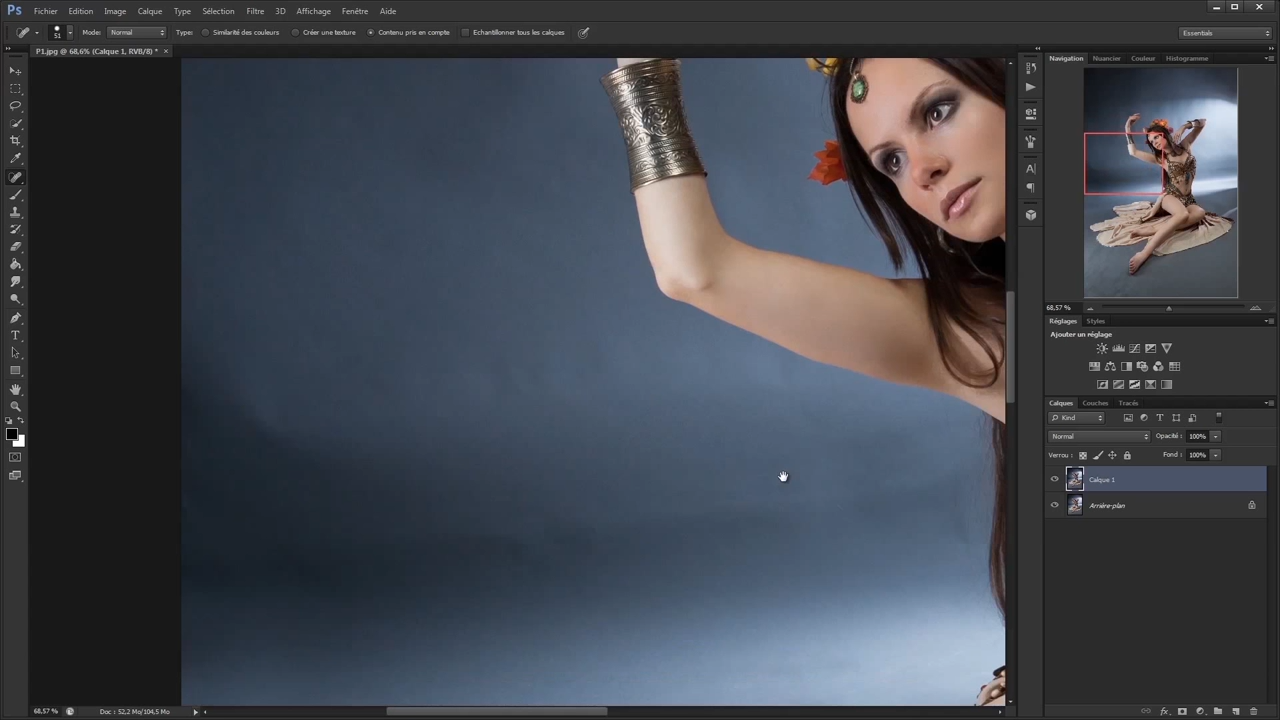 Ps Fichier Edition Image Calque Type Sélection Filtre 3D Affichage Fenêtre Aide
51 Mode: Normal Type: Similarité des couleurs Créer une texture Contenu pris en compte Echantillonner tous les calques Essentials
P1.jpg @ 68,6% (Calque 1, RVB/8) * ×
Navigation Nuancier Couleur Histogramme
68,57 %
Réglages Styles
Ajouter un réglage
Calques Couches Tracés
Kind
Normal Opacité : 100%
Verrou : Fond : 100%
Calque 1
Arrière-plan
68,57 % Doc : 52,2 Mo/104,5 Mo